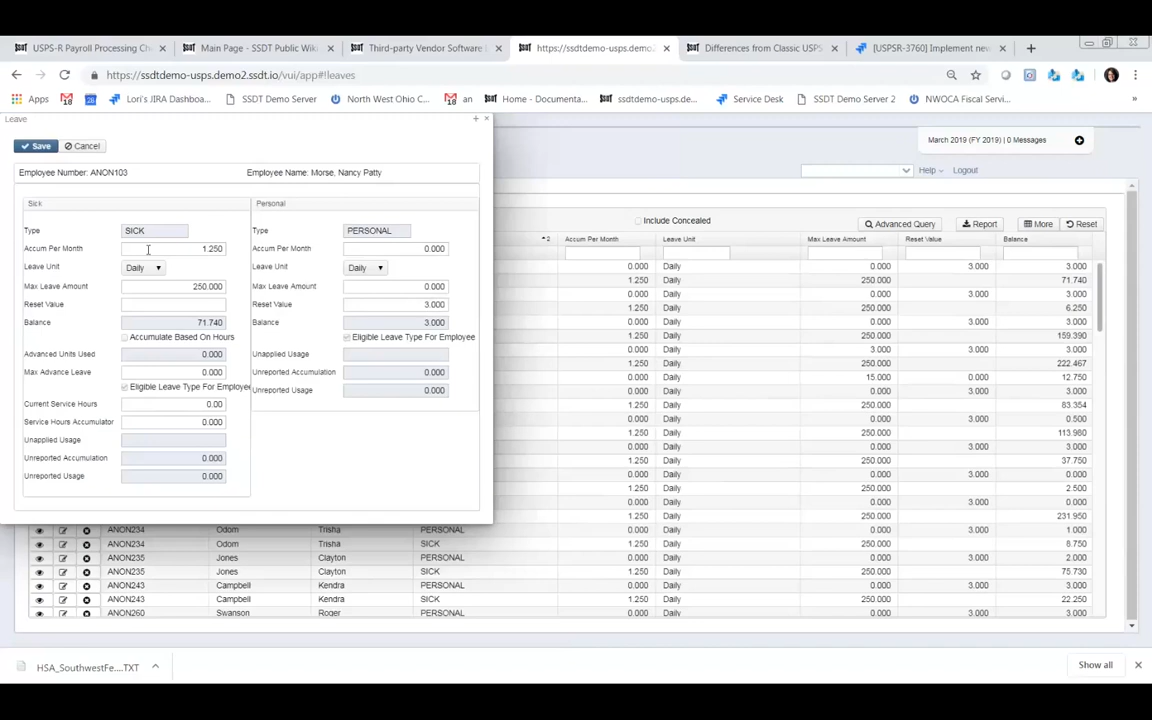 USPS-R Payroll Processing Ch
Main Page - SSDT Public Wiki
Third-party Vendor Software L
https://ssdtdemo-usps.demo2.
Differences from Classic USPS
[USPSR-3760] Implement new
https://ssdtdemo-usps.demo2.ssdt.io/vui/app#!leaves
Apps
18
Lori's JIRA Dashboa...
SSDT Demo Server
North West Ohio C...
18
an
Home - Documenta...
ssdtdemo-usps.de...
Service Desk
SSDT Demo Server 2
NWOCA Fiscal Servi...
Leave
March 2019 (FY 2019) | 0 Messages
Save
Cancel
Help
Logout
Employee Number: ANON103
Employee Name: Morse, Nancy Patty
Sick
Type
SICK
Accum Per Month
1.250
Leave Unit
Daily
Max Leave Amount
250.000
Reset Value
Balance
71.740
Accumulate Based On Hours
Advanced Units Used
0.000
Max Advance Leave
0.000
Eligible Leave Type For Employee
Current Service Hours
0.00
Service Hours Accumulator
0.000
Unapplied Usage
Unreported Accumulation
0.000
Unreported Usage
0.000
Personal
Type
PERSONAL
Accum Per Month
0.000
Leave Unit
Daily
Max Leave Amount
0.000
Reset Value
3.000
Balance
3.000
Eligible Leave Type For Employee
Unapplied Usage
Unreported Accumulation
0.000
Unreported Usage
0.000
Include Concealed
Advanced Query
Report
More
Reset
2
Accum Per Month
Leave Unit
Max Leave Amount
Reset Value
Balance
0.000 Daily 0.000 3.000 3.000
1.250 Daily 250.000 71.740
0.000 Daily 0.000 3.000 3.000
1.250 Daily 250.000 6.250
0.000 Daily 0.000 3.000 3.000
1.250 Daily 250.000 159.390
0.000 Daily 3.000 3.000 3.000
1.250 Daily 250.000 222.467
0.000 Daily 15.000 0.000 12.750
1.250 Daily 250.000 83.354
0.000 Daily 0.000 3.000 0.500
1.250 Daily 250.000 113.980
0.000 Daily 0.000 3.000 3.000
1.250 Daily 250.000 37.750
0.000 Daily 0.000 3.000 0.000
1.250 Daily 250.000 2.500
0.000 Daily 0.000 3.000 0.000
1.250 Daily 250.000 231.950
ANON234 Odom Trisha PERSONAL 0.000 Daily 0.000 3.000 1.000
ANON234 Odom Trisha SICK 1.250 Daily 250.000 8.750
ANON235 Jones Clayton PERSONAL 0.000 Daily 0.000 3.000 2.000
ANON235 Jones Clayton SICK 1.250 Daily 250.000 75.730
ANON243 Campbell Kendra PERSONAL 0.000 Daily 0.000 3.000 3.000
ANON243 Campbell Kendra SICK 1.250 Daily 250.000 22.250
ANON260 Swanson Roger PERSONAL 0.000 Daily 0.000 3.000 3.000
HSA_SouthwestFe....TXT
Show all